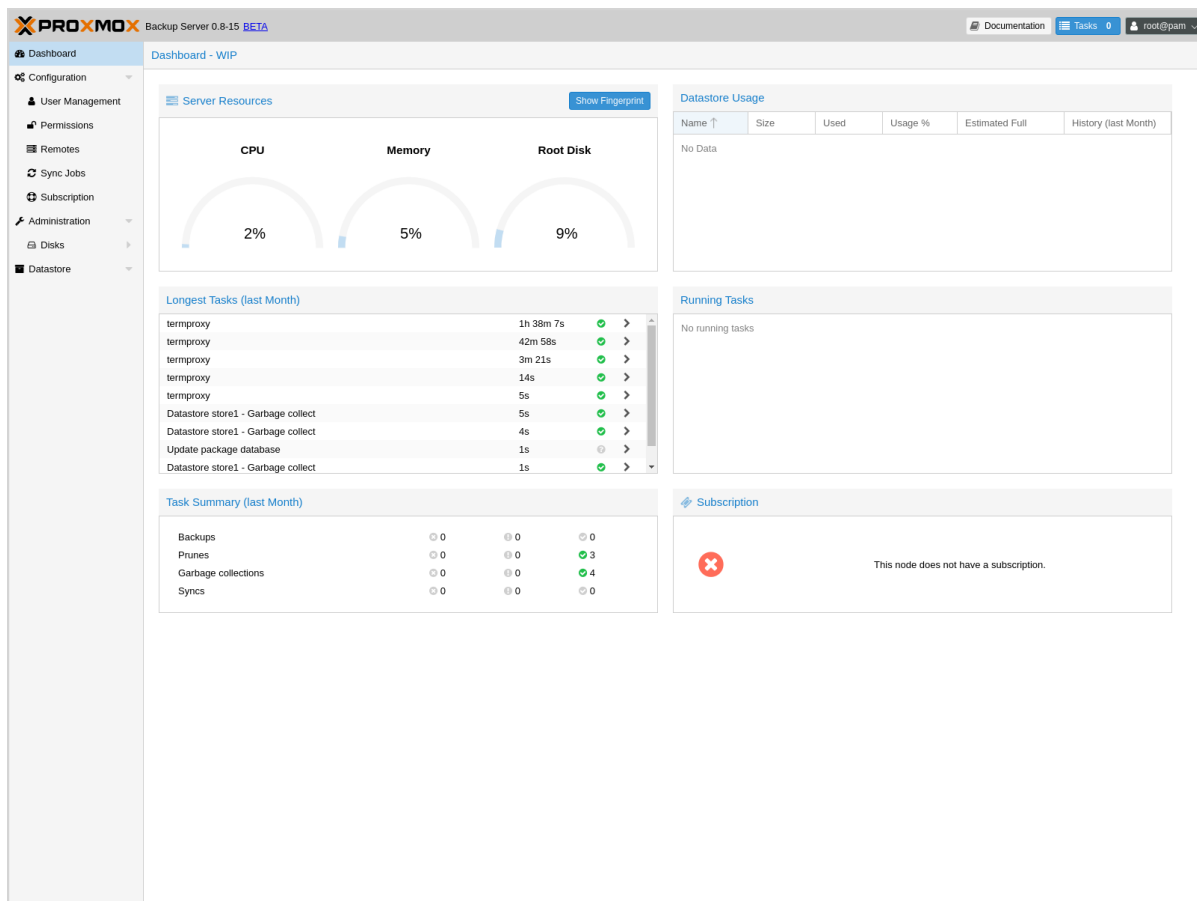 PROXMOX Backup Server 0.8-15 BETA
Documentation
Tasks 0
root@pam
Dashboard
Configuration
User Management
Permissions
Remotes
Sync Jobs
Subscription
Administration
Disks
Datastore
Dashboard - WIP
Server Resources
Show Fingerprint
CPU Memory Root Disk
2% 5% 9%
Datastore Usage
Name Size Used Usage % Estimated Full History (last Month)
No Data
Longest Tasks (last Month)
termproxy 1h 38m 7s
termproxy 42m 58s
termproxy 3m 21s
termproxy 14s
termproxy 5s
Datastore store1 - Garbage collect 5s
Datastore store1 - Garbage collect 4s
Update package database 1s
Datastore store1 - Garbage collect 1s
Running Tasks
No running tasks
Task Summary (last Month)
Backups 0 0 0
Prunes 0 0 3
Garbage collections 0 0 4
Syncs 0 0 0
Subscription
This node does not have a subscription.